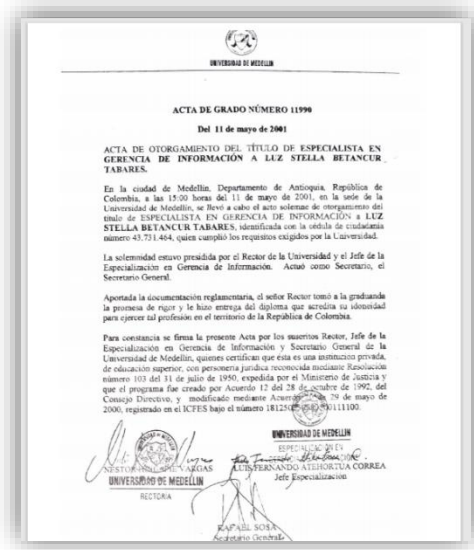 UNIVERSIDAD DE MEDELLIN
ACTA DE GRADO NÚMERO 11990
Del 11 de mayo de 2001
ACTA DE OTORGAMIENTO DEL TÍTULO DE ESPECIALISTA EN
GERENCIA DE INFORMACIÓN A LUZ STELLA BETANCUR
TABARES.
En la ciudad de Medellín, Departamento de Antioquia, República de
Colombia, a las 15:00 horas del 11 de mayo de 2001, en la sede de la
Universidad de Medellín, se llevó a cabo el acto solemne de otorgamiento del
título de ESPECIALISTA EN GERENCIA DE INFORMACIÓN a LUZ
STELLA BETANCUR TABARES, identificada con la cédula de ciudadanía
número 43.731.464, quien cumplió los requisitos exigidos por la Universidad.
La solemnidad estuvo presidida por el Rector de la Universidad y el Jefe de la
Especialización en Gerencia de Información. Actuó como Secretario, el
Secretario General.
Aportada la documentación reglamentaria, el señor Rector tomó a la graduanda
la promesa de rigor y le hizo entrega del diploma que acredita su idoneidad
para ejercer tal profesión en el territorio de la República de Colombia.
Para constancia se firma la presente Acta por los suscritos Rector, Jefe de la
Especialización en Gerencia de Información y Secretario General de la
Universidad de Medellín, quienes certifican que ésta es una institución privada,
de educación superior, con personería jurídica reconocida mediante Resolución
número 103 del 31 de julio de 1950, expedida por el Ministerio de Justicia y
que el programa fue creado por Acuerdo 12 del 28 de octubre de 1992, del
Consejo Directivo, y modificado mediante Acuerdo 29 de mayo de
2000, registrado en el ICFES bajo el número
UNIVERSIDAD DE MEDELLIN
ESPECIALIZACION EN
NESTOR VARGAS
LUIS FERNANDO ATEHORTUA CORREA
UNIVERSIDAD DE MEDELLIN
Jefe Especialización
RECTORIA
RAFAEL SOSA
Secretario General